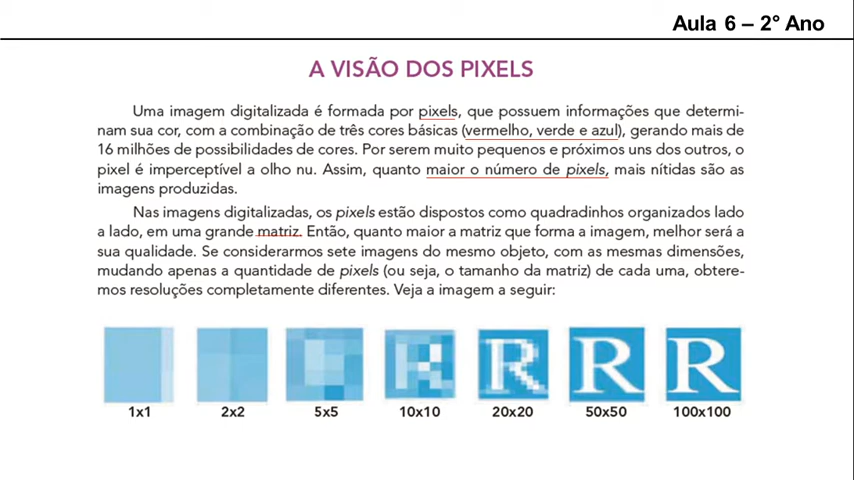 Aula 6 – 2° Ano
A VISÃO DOS PIXELS
Uma imagem digitalizada é formada por pixels, que possuem informações que determi-
nam sua cor, com a combinação de três cores básicas (vermelho, verde e azul), gerando mais de
16 milhões de possibilidades de cores. Por serem muito pequenos e próximos uns dos outros, o
pixel é imperceptível a olho nu. Assim, quanto maior o número de pixels, mais nítidas são as
imagens produzidas.
Nas imagens digitalizadas, os pixels estão dispostos como quadradinhos organizados lado
a lado, em uma grande matriz. Então, quanto maior a matriz que forma a imagem, melhor será a
sua qualidade. Se considerarmos sete imagens do mesmo objeto, com as mesmas dimensões,
mudando apenas a quantidade de pixels (ou seja, o tamanho da matriz) de cada uma, obtere-
mos resoluções completamente diferentes. Veja a imagem a seguir:
R R R R
1x1 2x2 5x5 10x10 20x20 50x50 100x100